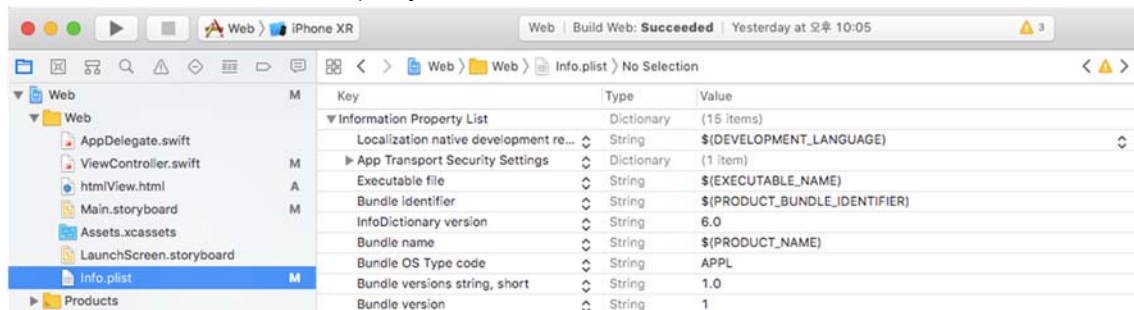 Web > iPhone XR
Web | Build Web: Succeeded | Yesterday at 오후 10:05
3
Web > Web > Info.plist > No Selection
Web M
Web
AppDelegate.swift
ViewController.swift M
htmlView.html A
Main.storyboard M
Assets.xcassets
LaunchScreen.storyboard
Info.plist M
Products
Key Type Value
Information Property List Dictionary (15 items)
Localization native development re... String $(DEVELOPMENT_LANGUAGE)
App Transport Security Settings Dictionary (1 item)
Executable file String $(EXECUTABLE_NAME)
Bundle identifier String $(PRODUCT_BUNDLE_IDENTIFIER)
InfoDictionary version String 6.0
Bundle name String $(PRODUCT_NAME)
Bundle OS Type code String APPL
Bundle versions string, short String 1.0
Bundle version String 1